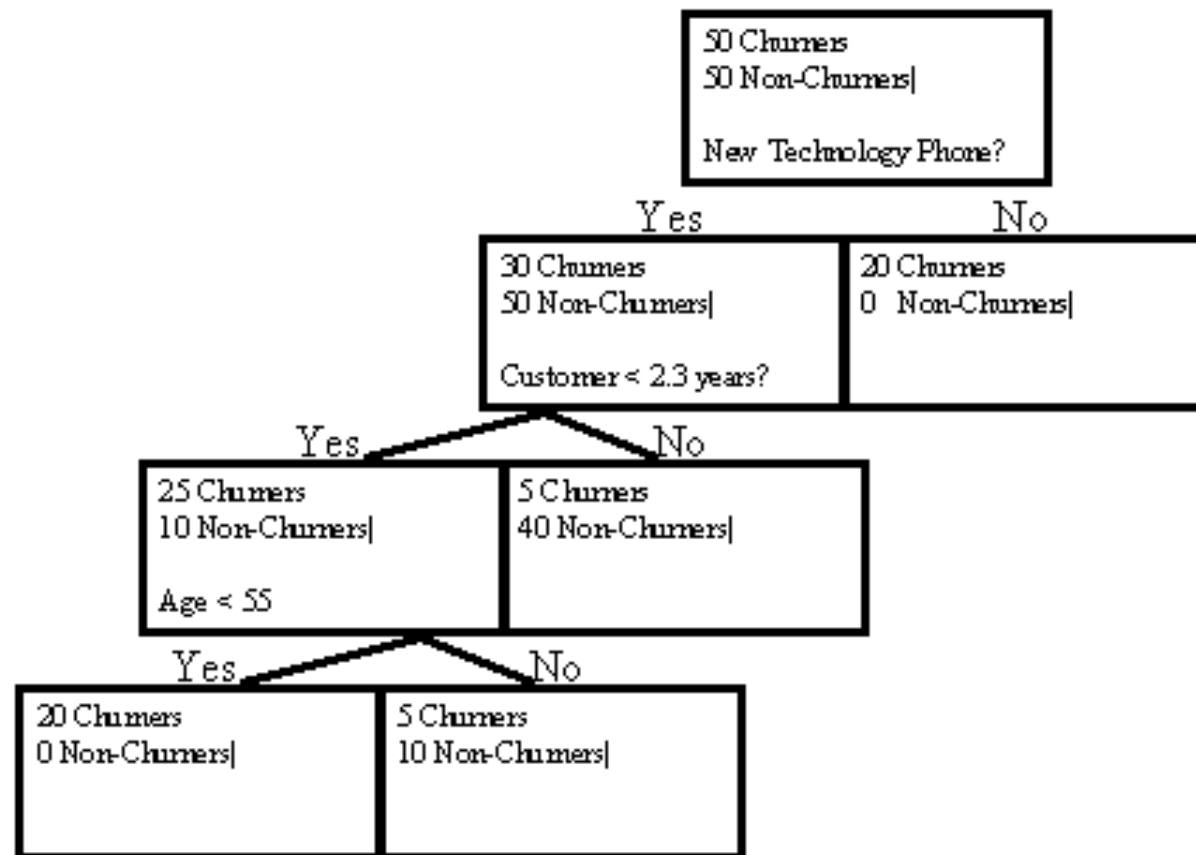 50 Churners
50 Non-Churners|
New Technology Phone?
Yes
No
30 Churners
50 Non-Churners|
Customer < 2.3 years?
20 Churners
0 Non-Churners|
Yes
No
25 Churners
10 Non-Churners|
Age < 55
5 Churners
40 Non-Churners|
Yes
No
20 Churners
0 Non-Churners|
5 Churners
10 Non-Churners|